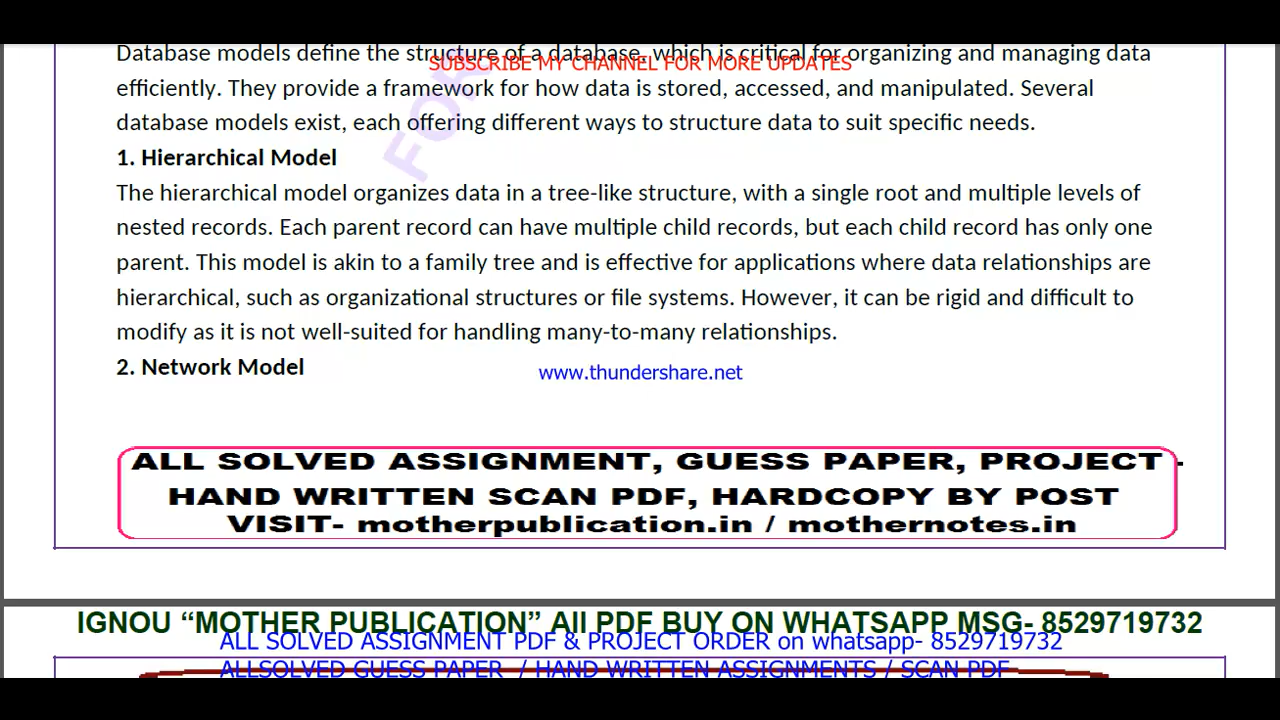 Database models define the structure of a database, which is critical for organizing and managing data
SUBSCRIBE MY CHANNEL FOR MORE UPDATES
efficiently. They provide a framework for how data is stored, accessed, and manipulated. Several
database models exist, each offering different ways to structure data to suit specific needs.
FOR
1. Hierarchical Model
The hierarchical model organizes data in a tree-like structure, with a single root and multiple levels of
nested records. Each parent record can have multiple child records, but each child record has only one
parent. This model is akin to a family tree and is effective for applications where data relationships are
hierarchical, such as organizational structures or file systems. However, it can be rigid and difficult to
modify as it is not well-suited for handling many-to-many relationships.
2. Network Model
www.thundershare.net
ALL SOLVED ASSIGNMENT, GUESS PAPER, PROJECT -
HAND WRITTEN SCAN PDF, HARDCOPY BY POST
VISIT- motherpublication.in / mothernotes.in
IGNOU “MOTHER PUBLICATION” All PDF BUY ON WHATSAPP MSG- 8529719732
ALL SOLVED ASSIGNMENT PDF & PROJECT ORDER on whatsapp- 8529719732
ALLSOLVED GUESS PAPER / HAND WRITTEN ASSIGNMENTS / SCAN PDF